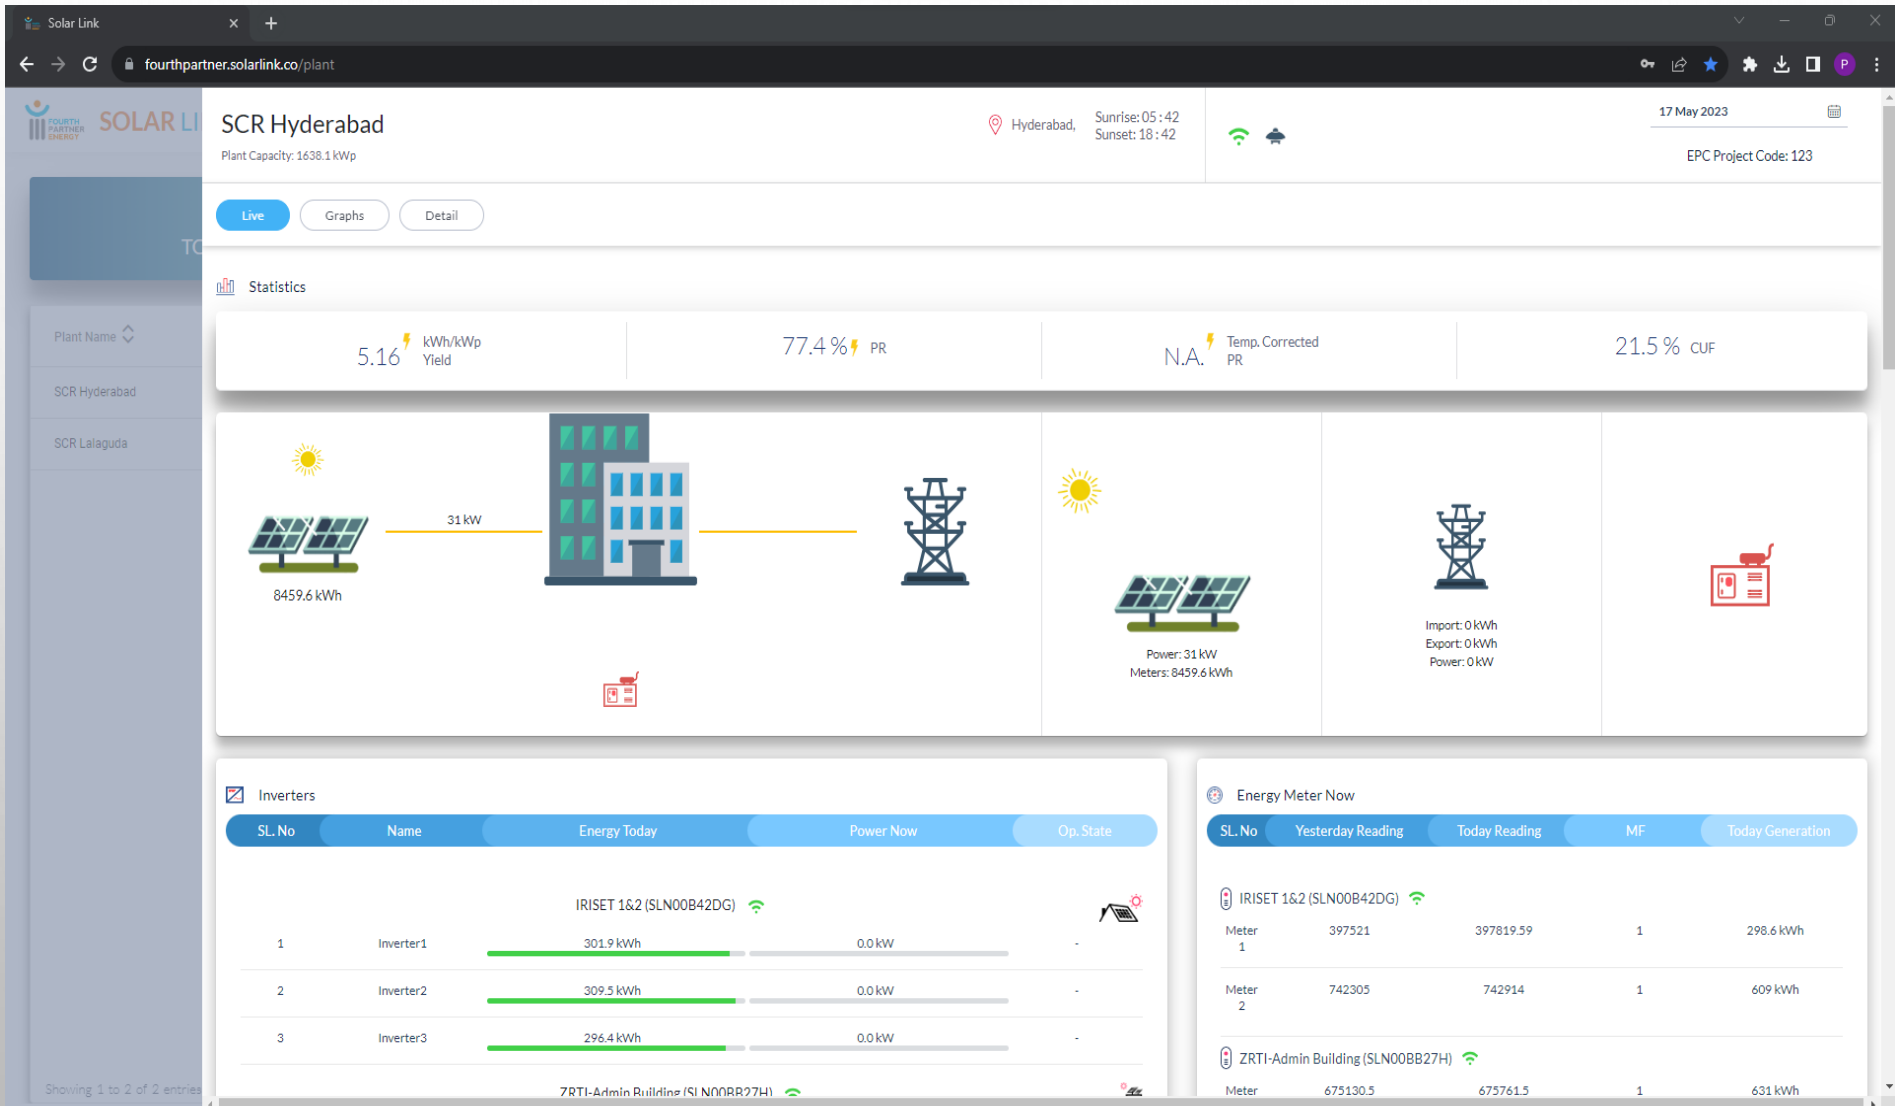 Solar Link
fourthpartner.solarlink.co/plant
P
FOURTH
PARTNER
ENERGY
SOLAR LI
SCR Hyderabad
Plant Capacity: 1638.1 kWp
Hyderabad,
Sunrise: 05 : 42
Sunset: 18 : 42
17 May 2023
EPC Project Code: 123
TO
Live
Graphs
Detail
Plant Name
SCR Hyderabad
SCR Lalaguda
Showing 1 to 2 of 2 entries
Statistics
5.16 kWh/kWp
Yield
77.4 % PR
N.A. Temp. Corrected
PR
21.5 % CUF
31 kW
8459.6 kWh
Power: 31 kW
Meters: 8459.6 kWh
Import: 0 kWh
Export: 0 kWh
Power: 0 kW
Inverters
SL. No Name Energy Today Power Now Op. State
IRISET 1&2 (SLN00B42DG)
1 Inverter1 301.9 kWh 0.0 kW -
2 Inverter2 309.5 kWh 0.0 kW -
3 Inverter3 296.4 kWh 0.0 kW -
ZRTI-Admin Building (SLN00BB27H)
Energy Meter Now
SL. No Yesterday Reading Today Reading MF Today Generation
IRISET 1&2 (SLN00B42DG)
Meter 397521 397819.59 1 298.6 kWh
1
Meter 742305 742914 1 609 kWh
2
ZRTI-Admin Building (SLN00BB27H)
Meter 675130.5 675761.5 1 631 kWh